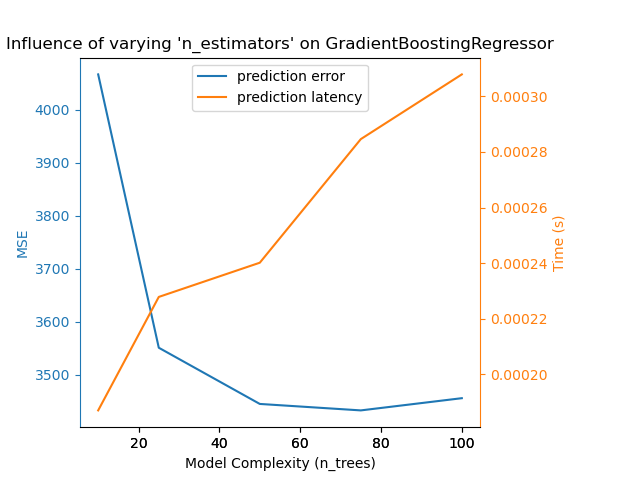 Influence of varying 'n_estimators' on GradientBoostingRegressor
prediction error
prediction latency
4000
3900
3800
3700
3600
3500
MSE
0.00030
0.00028
0.00026
0.00024
0.00022
0.00020
Time (s)
20 40 60 80 100
Model Complexity (n_trees)